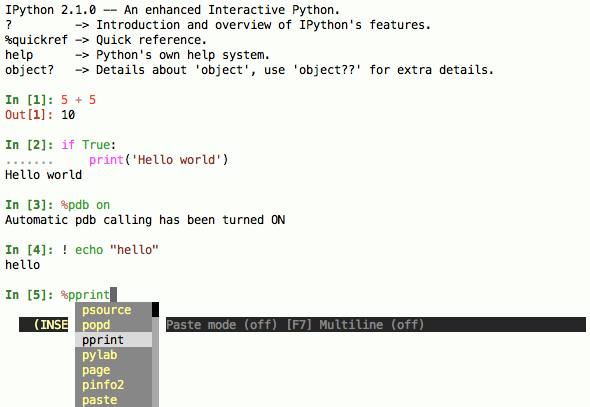 IPython 2.1.0 -- An enhanced Interactive Python.
?         -> Introduction and overview of IPython's features.
%quickref -> Quick reference.
help      -> Python's own help system.
object?   -> Details about 'object', use 'object??' for extra details.
In [1]: 5 + 5
Out[1]: 10
In [2]: if True:
.......     print('Hello world')
Hello world
In [3]: %pdb on
Automatic pdb calling has been turned ON
In [4]: ! echo "hello"
hello
In [5]: %pprint
psource
(INSE popd Paste mode (off) [F7] Multiline (off)
pprint
pylab
page
pinfo2
paste